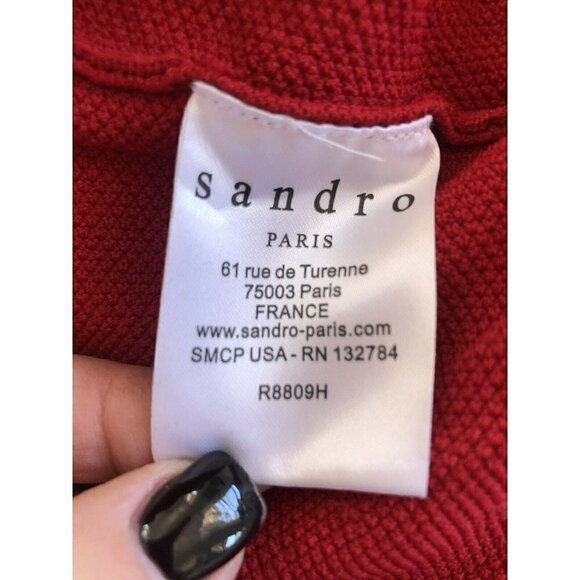 sandro
PARIS
61 rue de Turenne
75003 Paris
FRANCE
www.sandro-paris.com
SMCP USA - RN 132784
R8809H